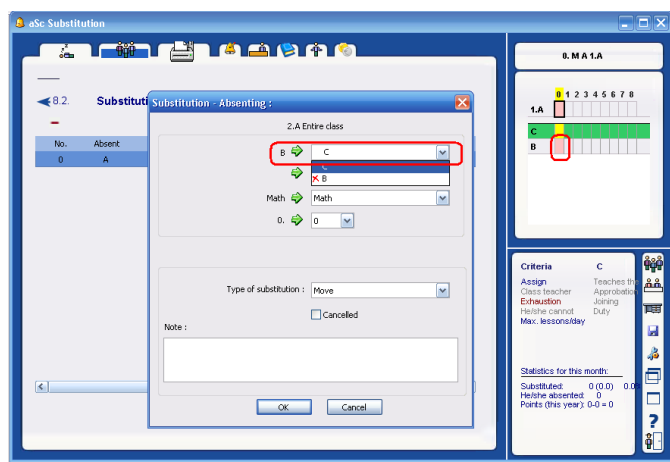 aSc Substitution
0. M A 1.A
0 1 2 3 4 5 6 7 8
1.A
C
B
8.2. Substituti
No. Absent
0 A
Substitution - Absenting :
2.A Entire class
B C
C
B
Math Math
0. 0
Type of substitution : Move
Cancelled
Note :
OK Cancel
Criteria C
Assign Teaches the
Class teacher Approbation
Exhaustion Joining
He/she cannot Duty
Max. lessons/day
Statistics for this month:
Substituted: 0 (0.0) 0.0
He/she absented: 0
Points (this year): 0-0 = 0